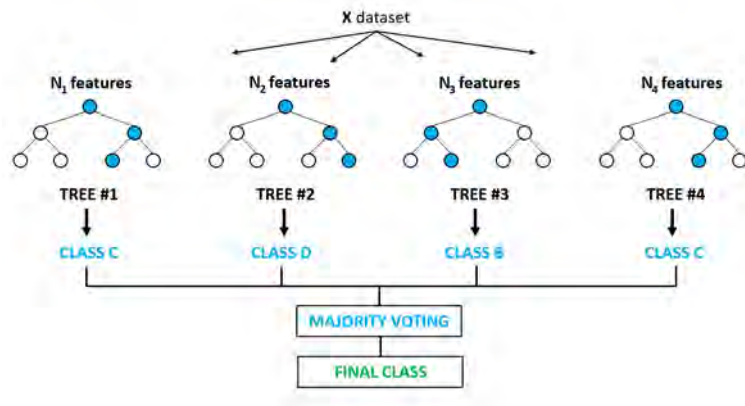 X dataset
N₁ features
N₂ features
N₃ features
N₄ features
TREE #1
TREE #2
TREE #3
TREE #4
CLASS C
CLASS D
CLASS B
CLASS C
MAJORITY VOTING
FINAL CLASS